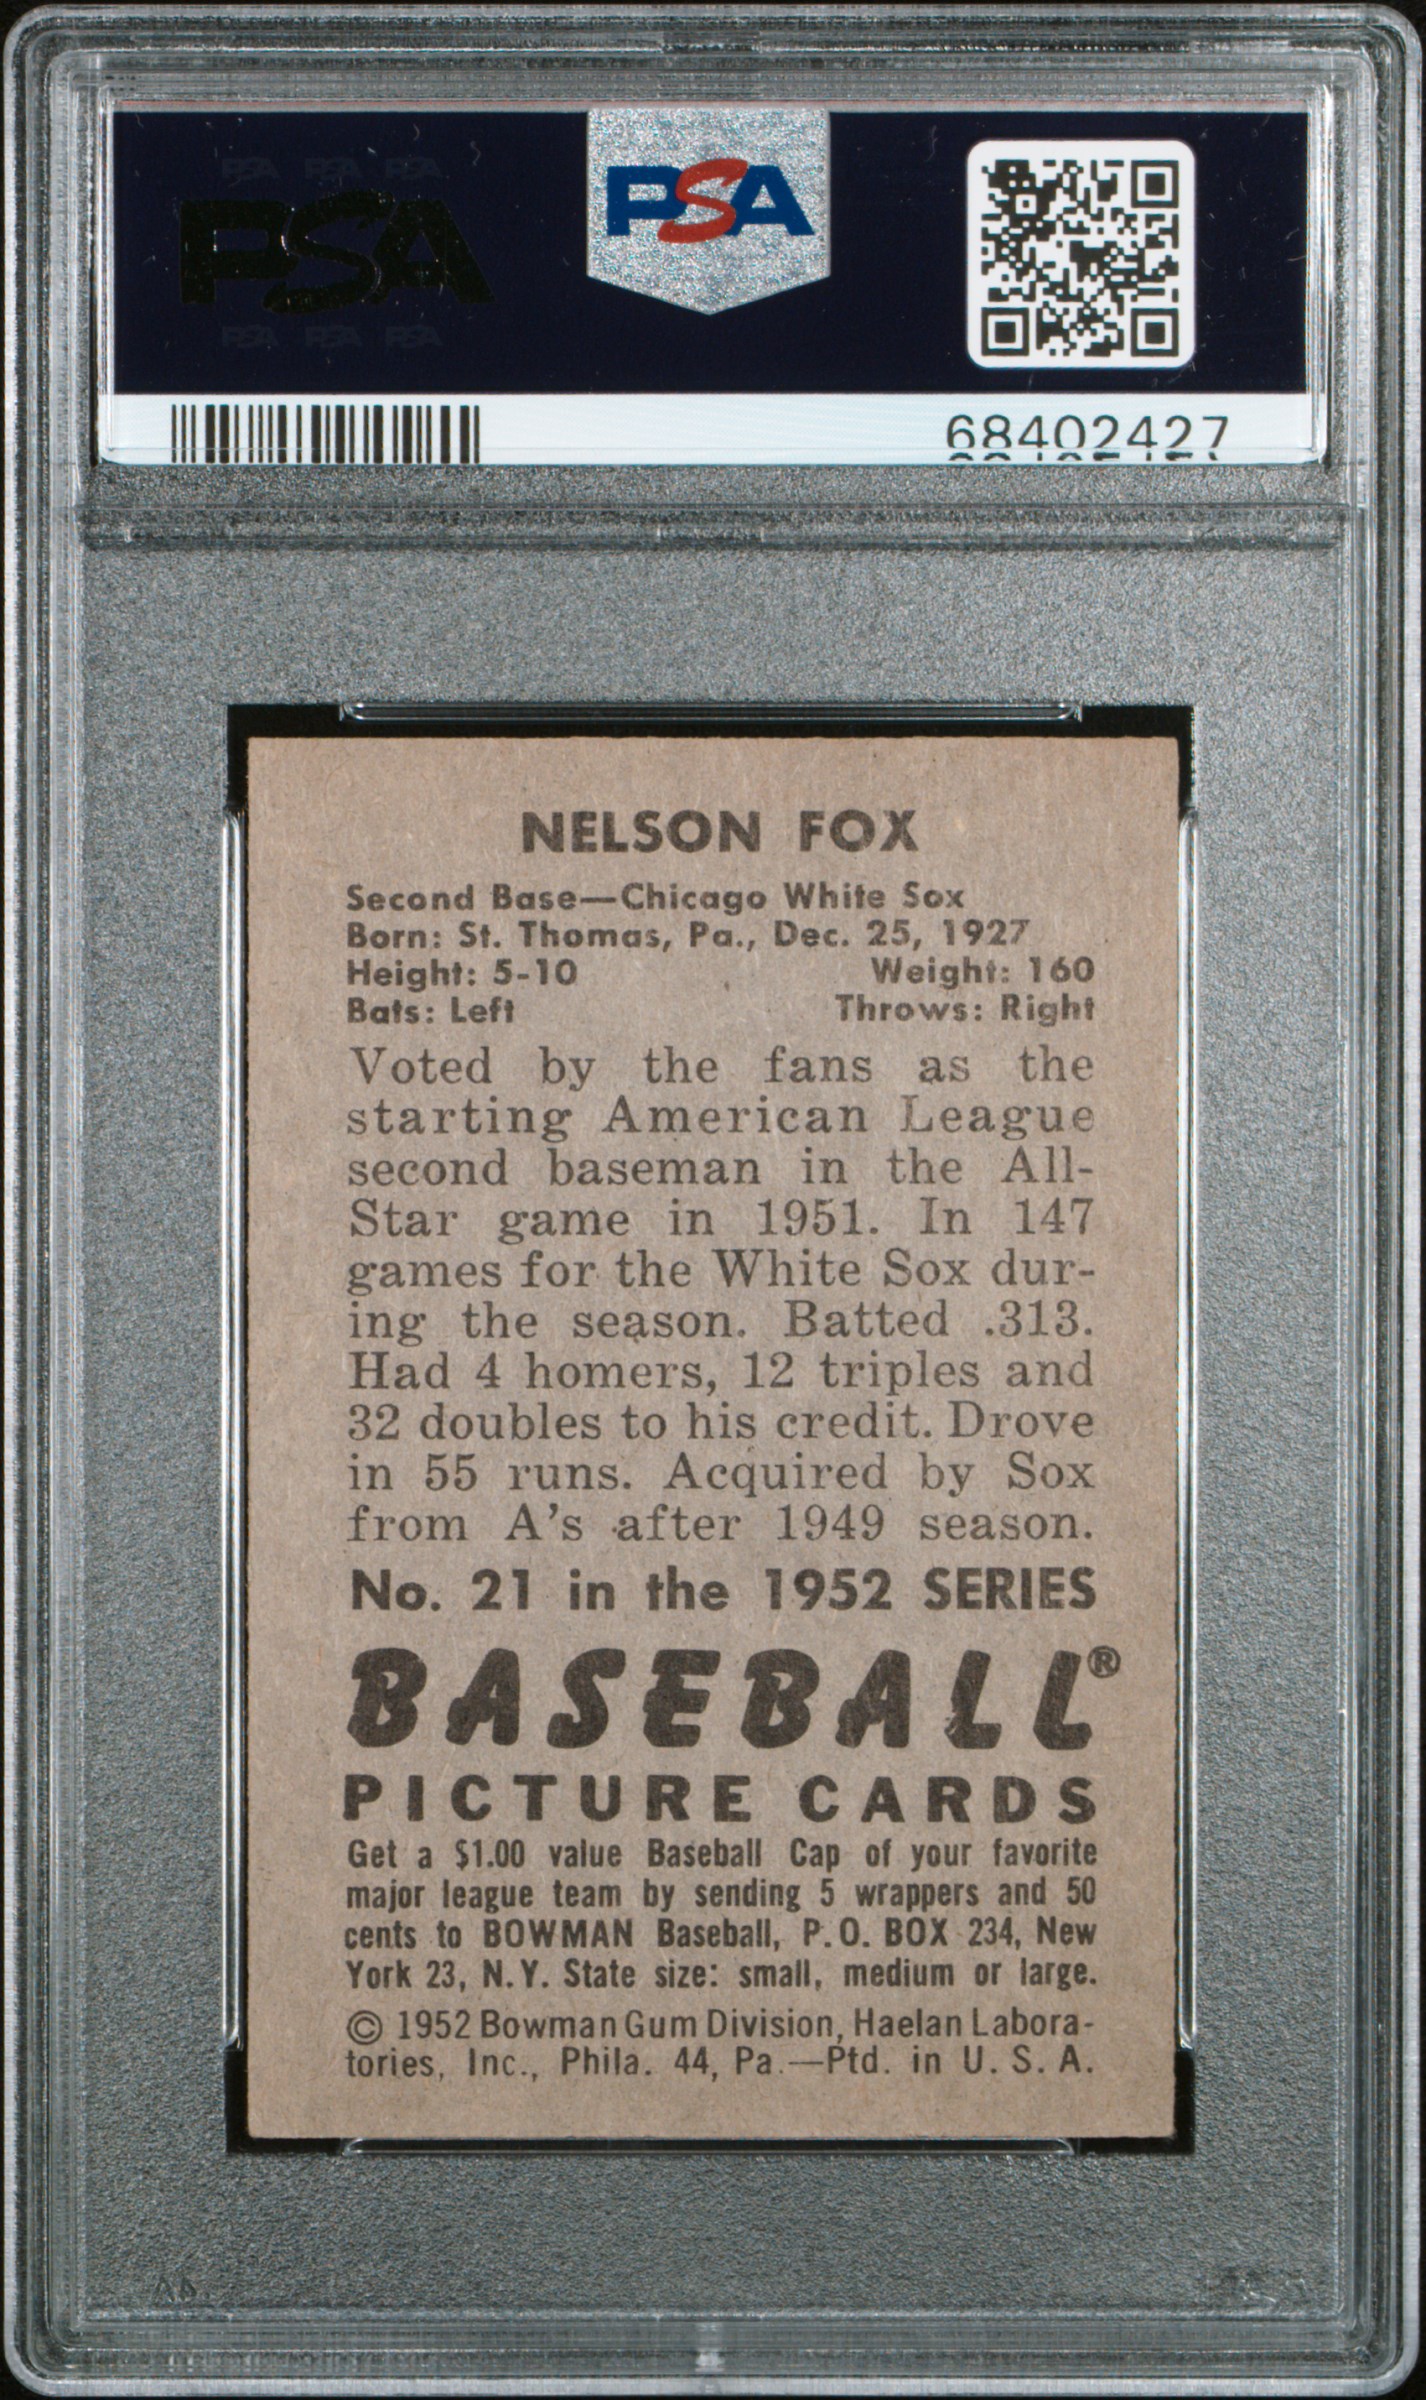 PSA PSA PSA
PSA
PSA PSA PSA
PSA
68402427
NELSON FOX
Second Base—Chicago White Sox
Born: St. Thomas, Pa., Dec. 25, 1927
Height: 5-10 Weight: 160
Bats: Left Throws: Right
Voted by the fans as the
starting American League
second baseman in the All-
Star game in 1951. In 147
games for the White Sox dur-
ing the season. Batted .313.
Had 4 homers, 12 triples and
32 doubles to his credit. Drove
in 55 runs. Acquired by Sox
from A's after 1949 season.
No. 21 in the 1952 SERIES
BASEBALL®
PICTURE CARDS
Get a $1.00 value Baseball Cap of your favorite
major league team by sending 5 wrappers and 50
cents to BOWMAN Baseball, P.O. BOX 234, New
York 23, N.Y. State size: small, medium or large.
© 1952 Bowman Gum Division, Haelan Labora-
tories, Inc., Phila. 44, Pa.—Ptd. in U. S. A.